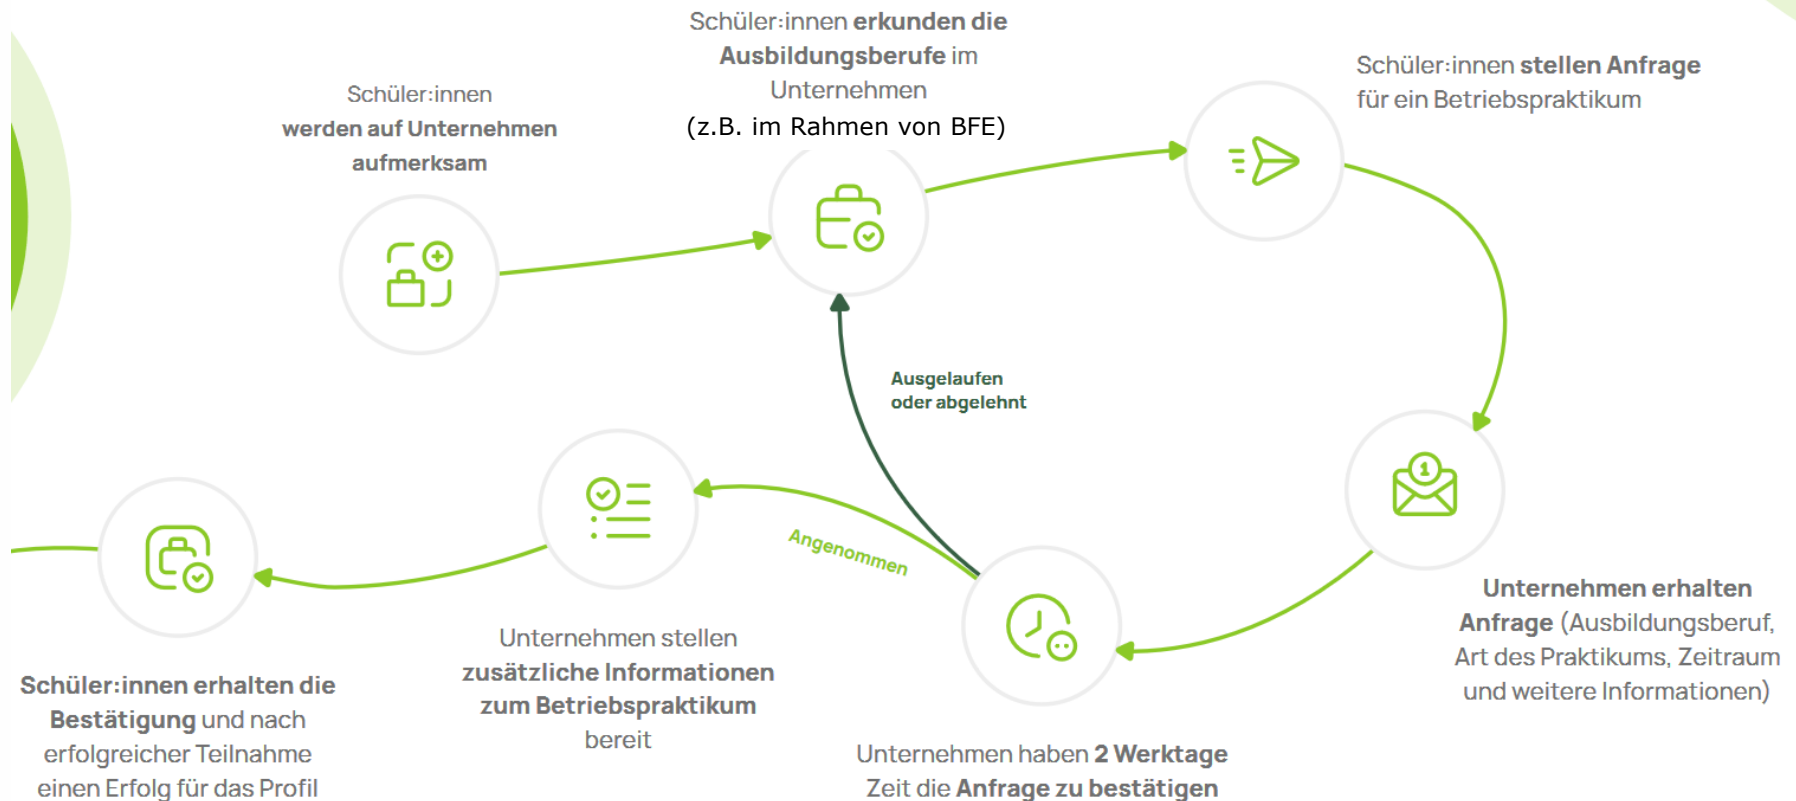 Schüler:innen
werden auf Unternehmen
aufmerksam
Schüler:innen erkunden die
Ausbildungsberufe im
Unternehmen
(z.B. im Rahmen von BFE)
Schüler:innen stellen Anfrage
für ein Betriebspraktikum
1
Unternehmen erhalten
Anfrage (Ausbildungsberuf,
Art des Praktikums, Zeitraum
und weitere Informationen)
Unternehmen haben 2 Werktage
Zeit die Anfrage zu bestätigen
Ausgelaufen
oder abgelehnt
Angenommen
Unternehmen stellen
zusätzliche Informationen
zum Betriebspraktikum
bereit
Schüler:innen erhalten die
Bestätigung und nach
erfolgreicher Teilnahme
einen Erfolg für das Profil